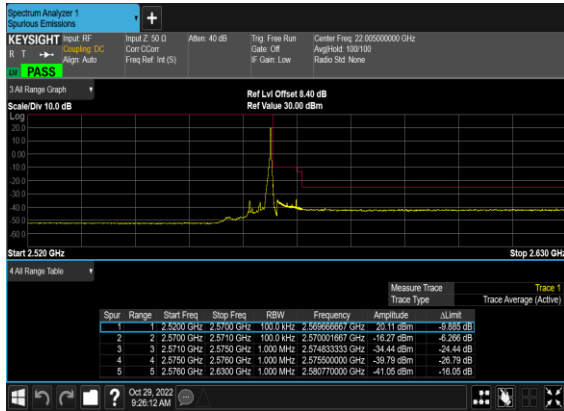 Spectrum Analyzer 1
Spurious Emissions
+
KEYSIGHT Input: RF Input Z: 50 Ω Atten: 40 dB Trig: Free Run Center Freq: 22.005000000 GHz
R T Coupling: DC Corr CCorr Gate: Off Avg|Hold: 100/100
Align: Auto Freq Ref: Int (S) IF Gain: Low Radio Std: None
PASS
3 All Range Graph Ref Lvl Offset 8.40 dB
Scale/Div 10.0 dB Ref Value 30.00 dBm
Log
20.0
10.0
0.00
-10.0
-20.0
-30.0
-40.0
-50.0
-60.0
Start 2.520 GHz Stop 2.630 GHz
4 All Range Table
Measure Trace Trace 1
Trace Type Trace Average (Active)
Spur Range Start Freq Stop Freq RBW Frequency Amplitude ΔLimit
1 1 2.5200 GHz 2.5700 GHz 100.0 kHz 2.569666667 GHz 20.11 dBm -9.885 dB
2 2 2.5700 GHz 2.5710 GHz 100.0 kHz 2.570001667 GHz -16.27 dBm -6.266 dB
3 3 2.5710 GHz 2.5750 GHz 1.000 MHz 2.574833333 GHz -34.44 dBm -24.44 dB
4 4 2.5750 GHz 2.5760 GHz 1.000 MHz 2.575500000 GHz -39.79 dBm -26.79 dB
5 5 2.5760 GHz 2.6300 GHz 1.000 MHz 2.580770000 GHz -41.05 dBm -16.05 dB
? Oct 29, 2022
9:26:12 AM